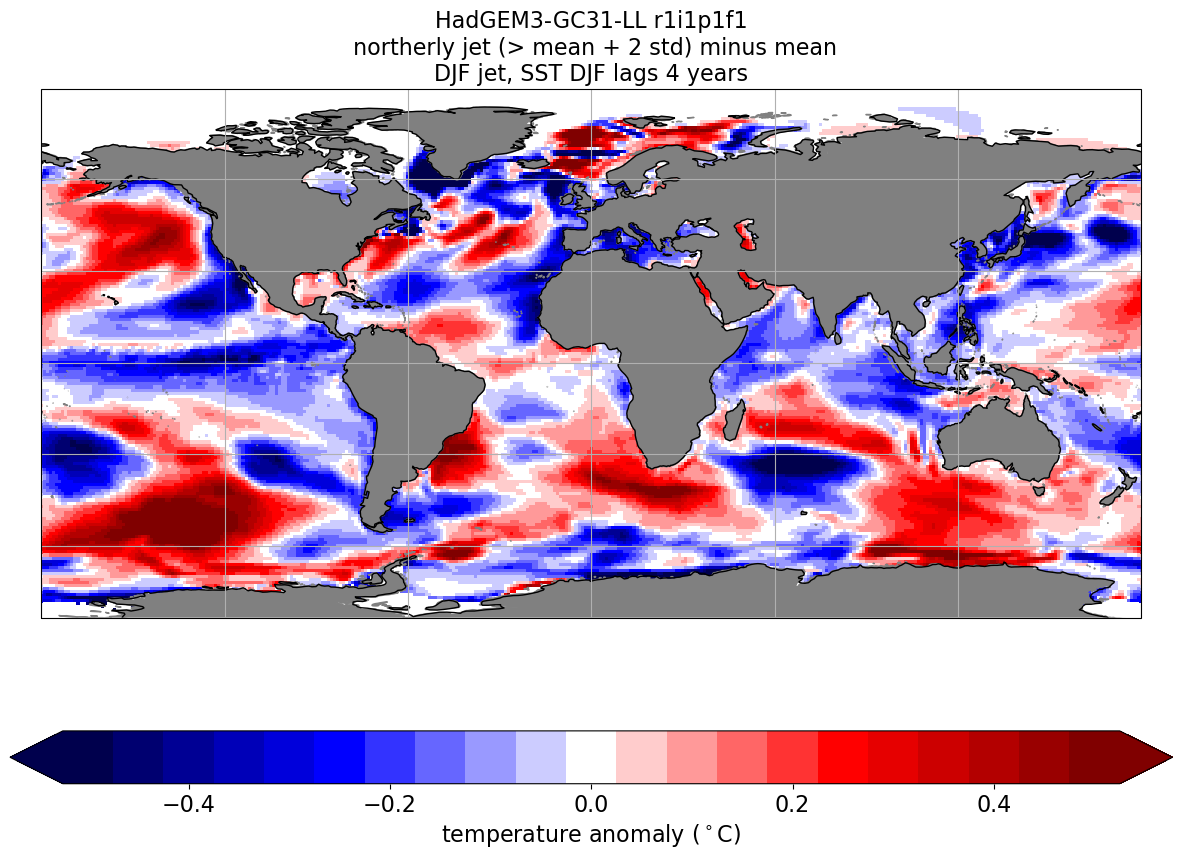 HadGEM3-GC31-LL r1i1p1f1
northerly jet (> mean + 2 std) minus mean
DJF jet, SST DJF lags 4 years
−0.4 −0.2 0.0 0.2 0.4
temperature anomaly (°C)